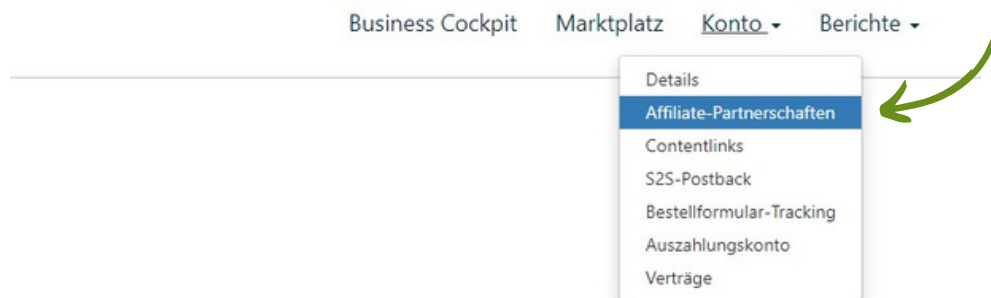 Business Cockpit Marktplatz Konto Berichte
Details
Affiliate-Partnerschaften
Contentlinks
S2S-Postback
Bestellformular-Tracking
Auszahlungskonto
Verträge